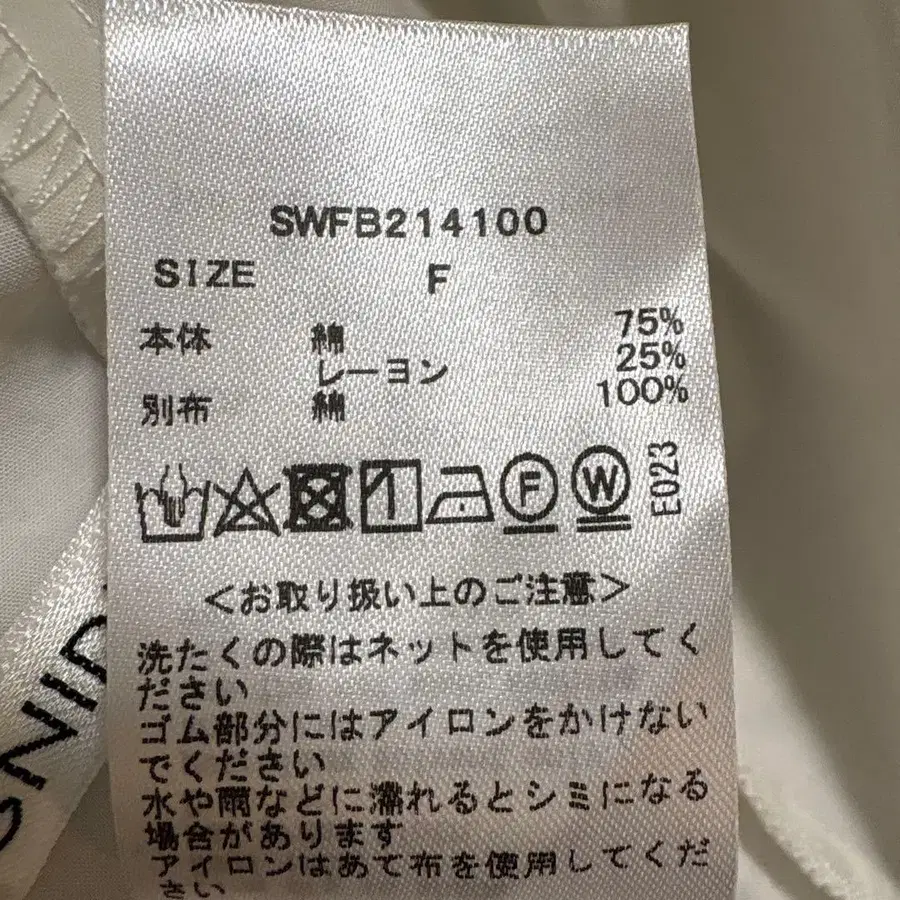 SWFB214100
SIZE F
本体 綿 75%
レーヨン 25%
別布 綿 100%
F W E023
<お取り扱い上のご注意>
洗たくの際はネットを使用してく
ださい
ゴム部分にはアイロンをかけない
でください
水や雨などに濡れるとシミになる
場合があります
アイロンはあて布を使用してくだ
さい